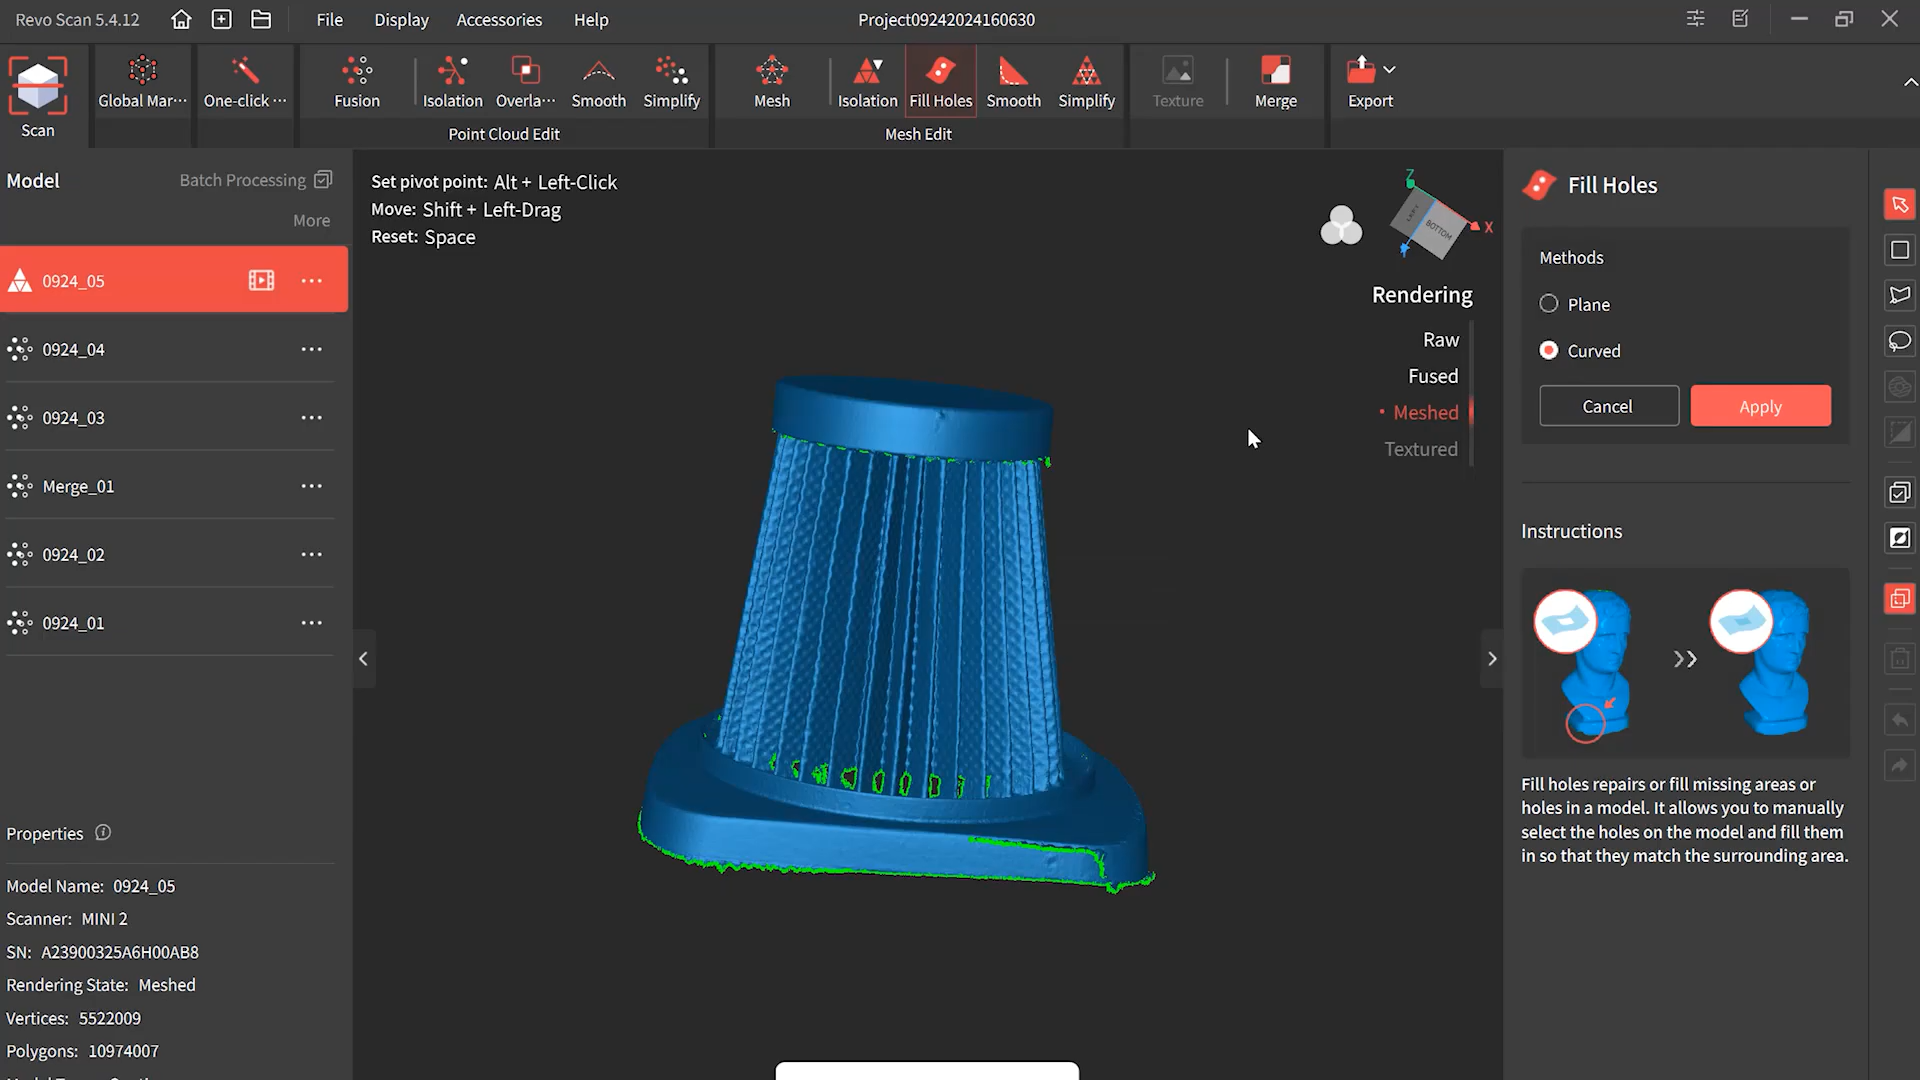 Revo Scan 5.4.12
File
Display
Accessories
Help
Project09242024160630
Scan
Global Mar···
One-click ···
Fusion
Isolation
Overla···
Smooth
Simplify
Point Cloud Edit
Mesh
Isolation
Fill Holes
Smooth
Simplify
Mesh Edit
Texture
Merge
Export
Model
Batch Processing
More
0924_05
0924_04
0924_03
Merge_01
0924_02
0924_01
Properties
Model Name: 0924_05
Scanner: MINI 2
SN: A23900325A6H00AB8
Rendering State: Meshed
Vertices: 5522009
Polygons: 10974007
Set pivot point: Alt + Left-Click
Move: Shift + Left-Drag
Reset: Space
Z
X
BOTTOM
Rendering
Raw
Fused
Meshed
Textured
Fill Holes
Methods
Plane
Curved
Cancel
Apply
Instructions
Fill holes repairs or fill missing areas or
holes in a model. It allows you to manually
select the holes on the model and fill them
in so that they match the surrounding area.